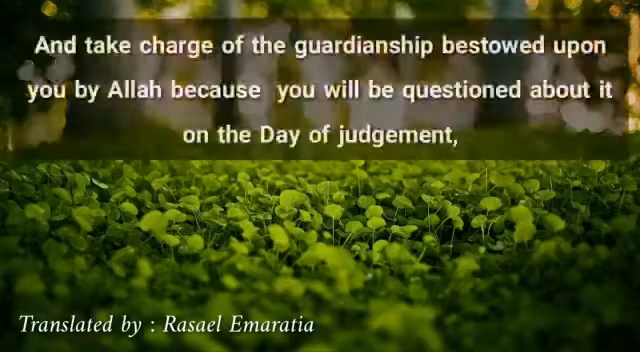 And take charge of the guardianship bestowed upon
you by Allah because you will be questioned about it
on the Day of judgement,
Translated by : Rasael Emaratia